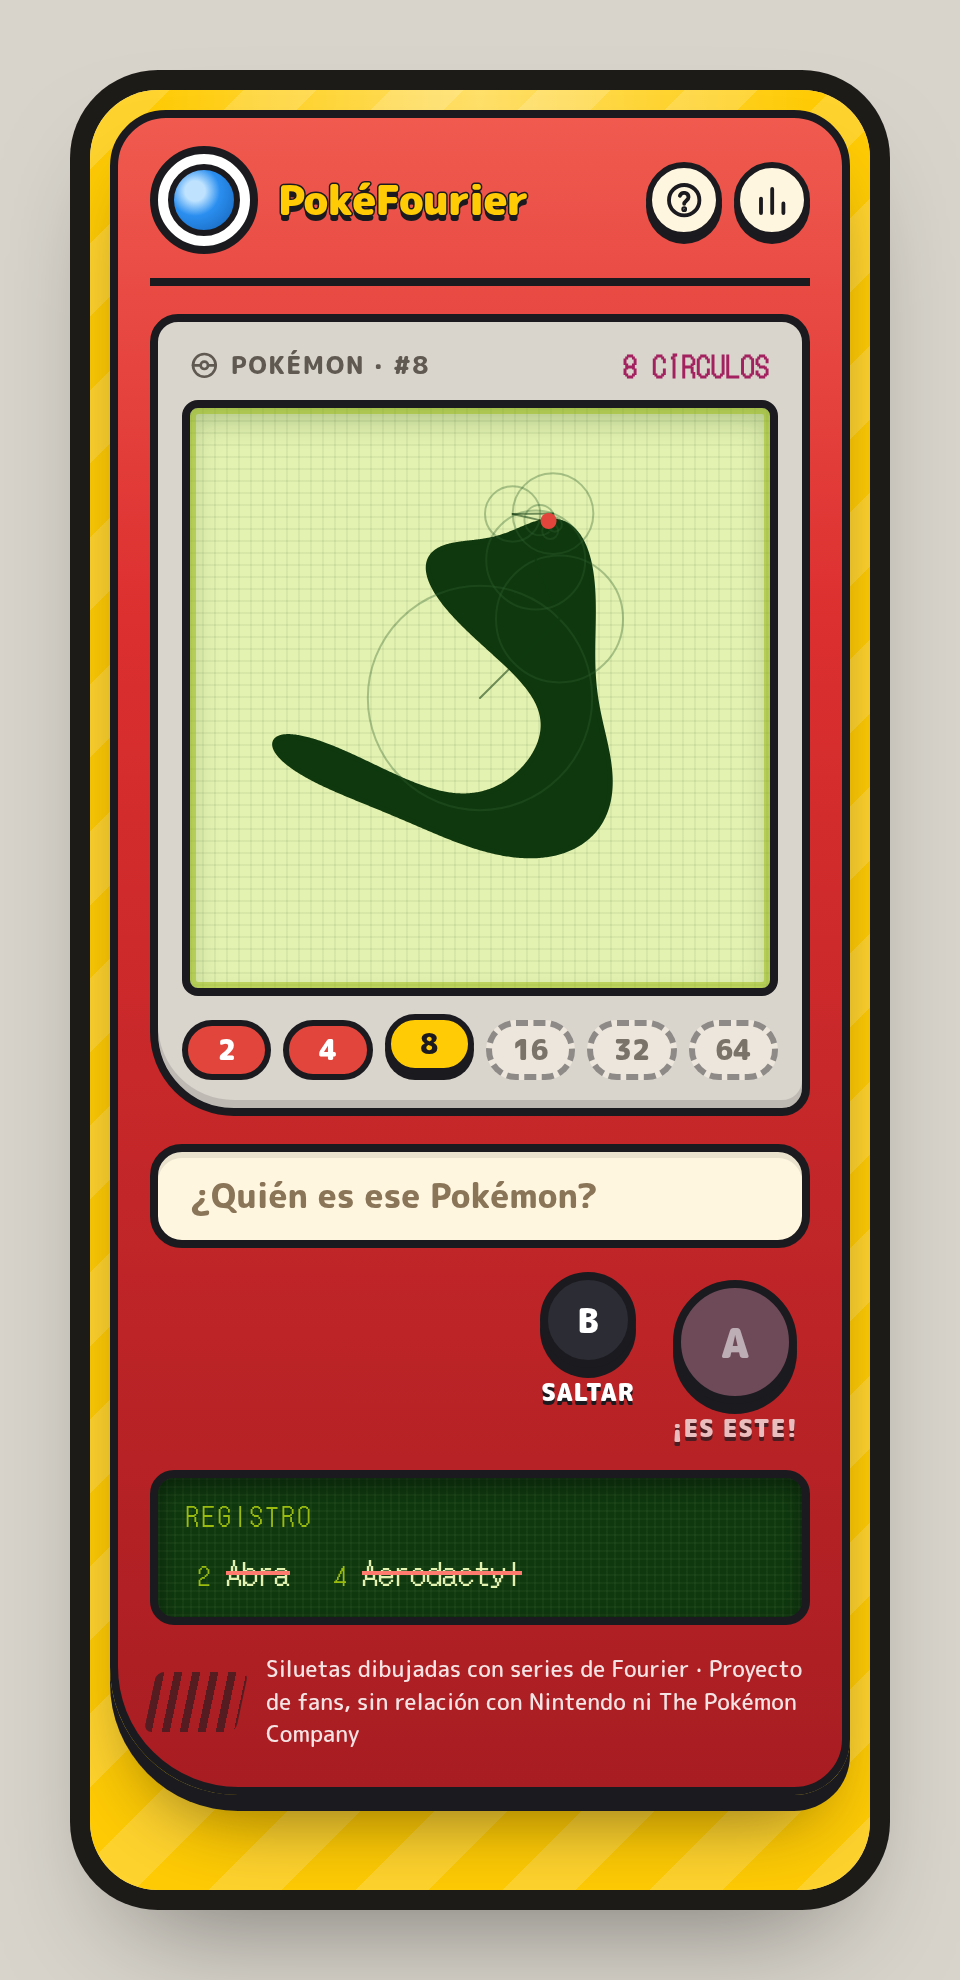 PokéFourier
POKÉMON · #8
8 CÍRCULOS
2 4 8 16 32 64
¿Quién es ese Pokémon?
B
A
SALTAR
¡ES ESTE!
REGISTRO
2 Abra 4 Aerodactyl
Siluetas dibujadas con series de Fourier · Proyecto
de fans, sin relación con Nintendo ni The Pokémon
Company